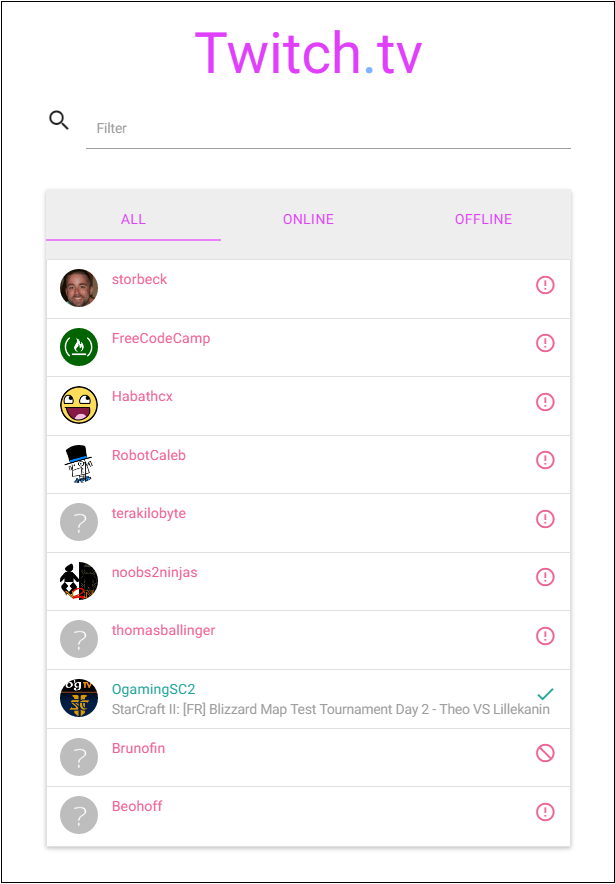 Twitch.tv
Filter
ALL ONLINE OFFLINE
storbeck
FreeCodeCamp
Habathcx
RobotCaleb
terakilobyte
noobs2ninjas
thomasballinger
OgamingSC2
StarCraft II: [FR] Blizzard Map Test Tournament Day 2 - Theo VS Lillekanin
Brunofin
Beohoff